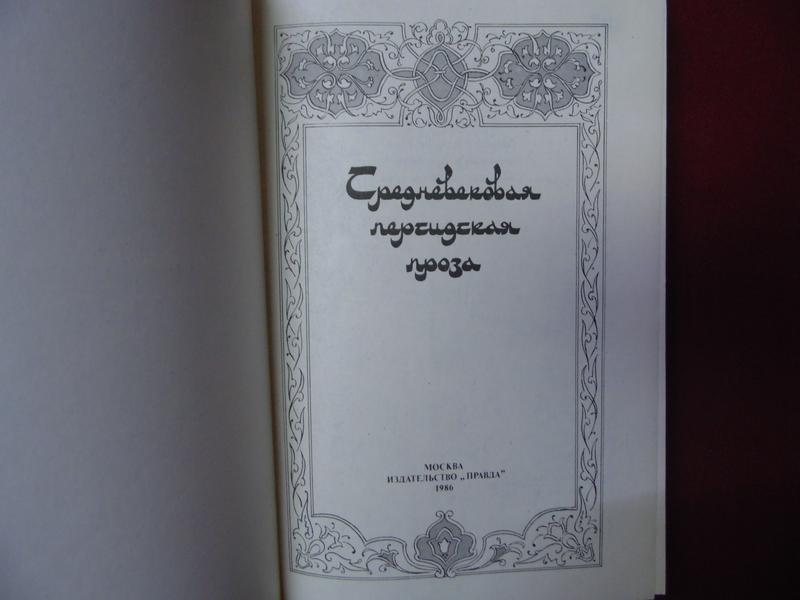 Средневековая
персидская
проза
МОСКВА
ИЗДАТЕЛЬСТВО „ПРАВДА”
1986